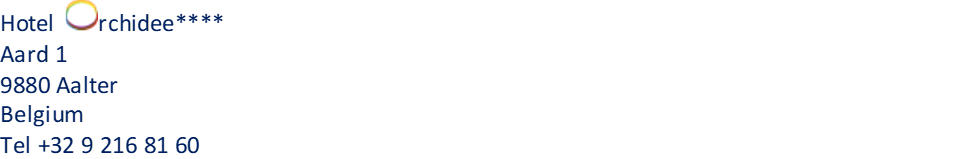 Hotel Orchidee****
Aard 1
9880 Aalter
Belgium
Tel +32 9 216 81 60